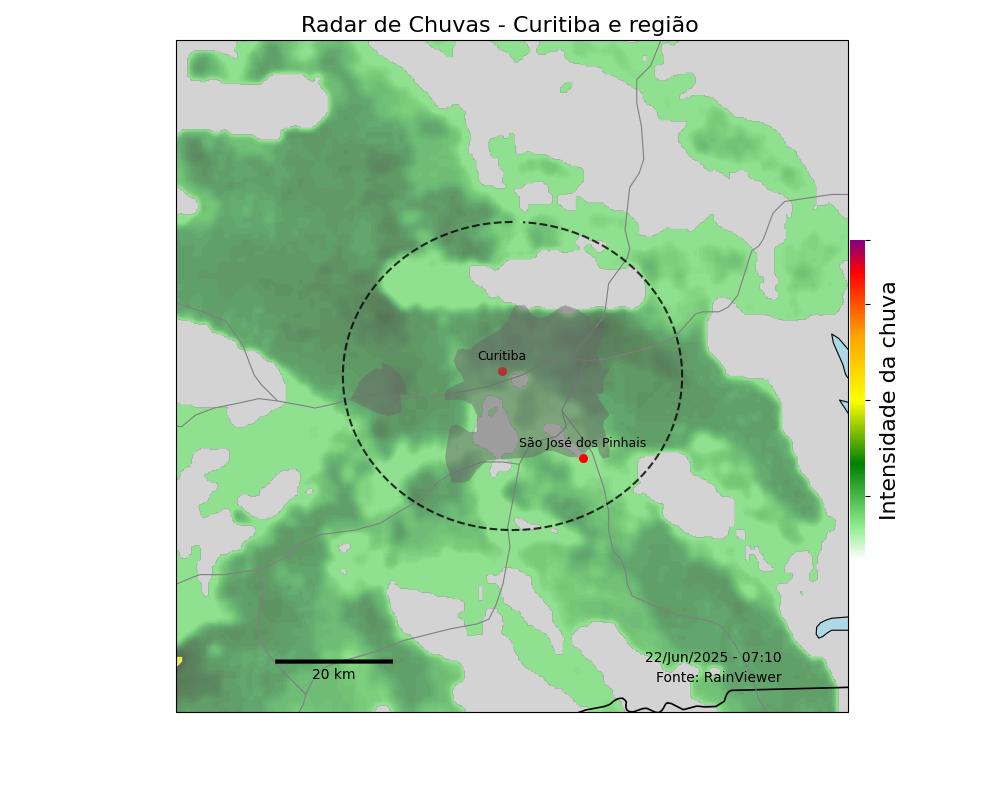 Radar de Chuvas - Curitiba e região
Curitiba
São José dos Pinhais
Intensidade da chuva
22/Jun/2025 - 07:10
Fonte: RainViewer
20 km